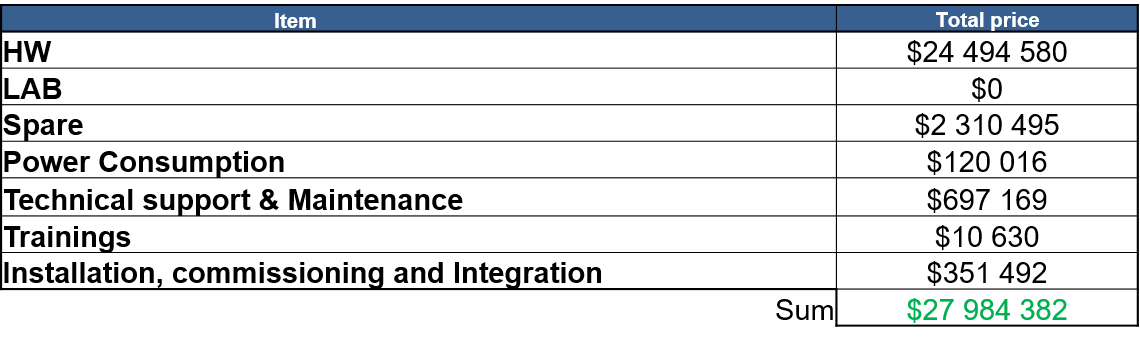 Item Total price
HW $24 494 580
LAB $0
Spare $2 310 495
Power Consumption $120 016
Technical support & Maintenance $697 169
Trainings $10 630
Installation, commissioning and Integration $351 492
Sum $27 984 382